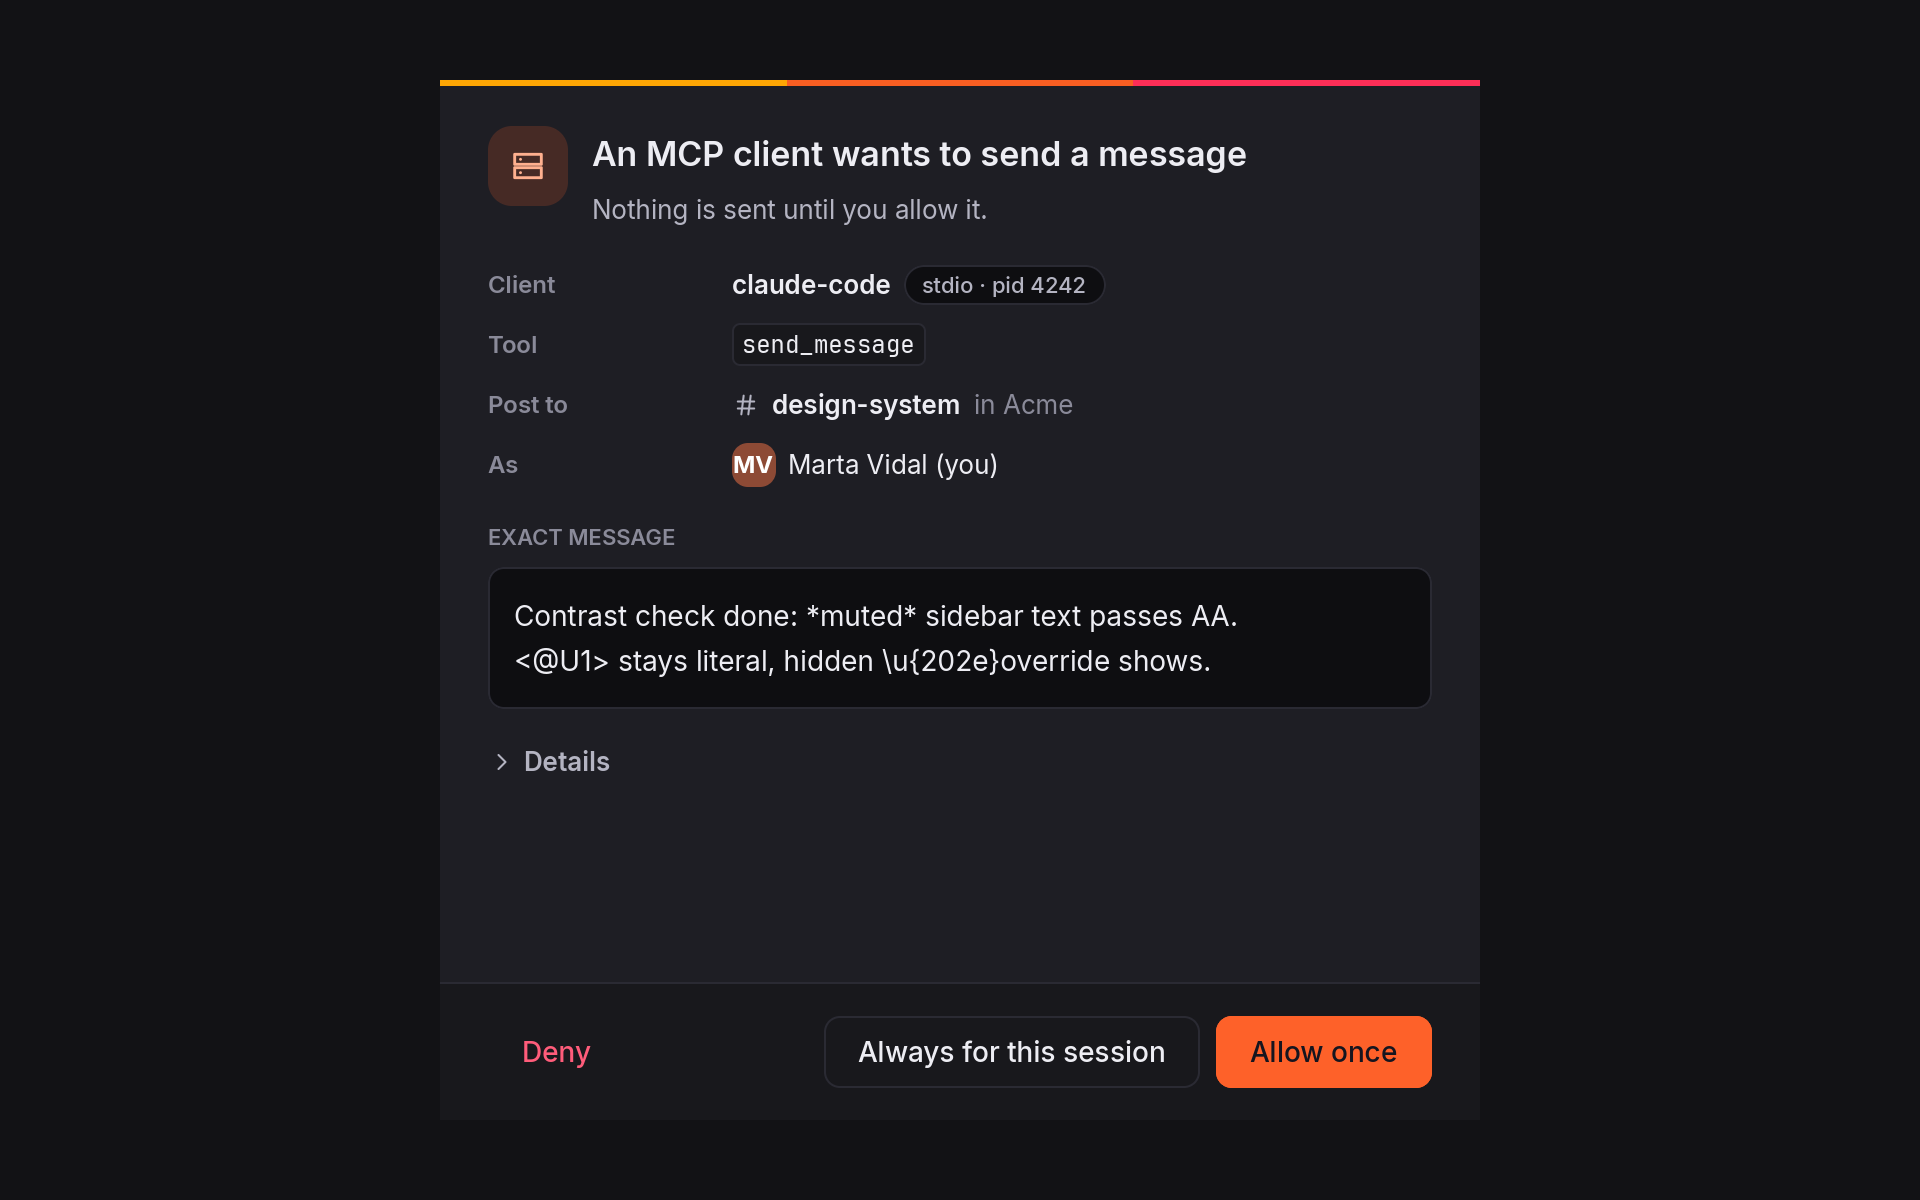 An MCP client wants to send a message
Nothing is sent until you allow it.
Client claude-code stdio · pid 4242
Tool send_message
Post to # design-system in Acme
As MV Marta Vidal (you)
EXACT MESSAGE
Contrast check done: *muted* sidebar text passes AA.
<@U1> stays literal, hidden \u{202e}override shows.
Details
Deny Always for this session Allow once